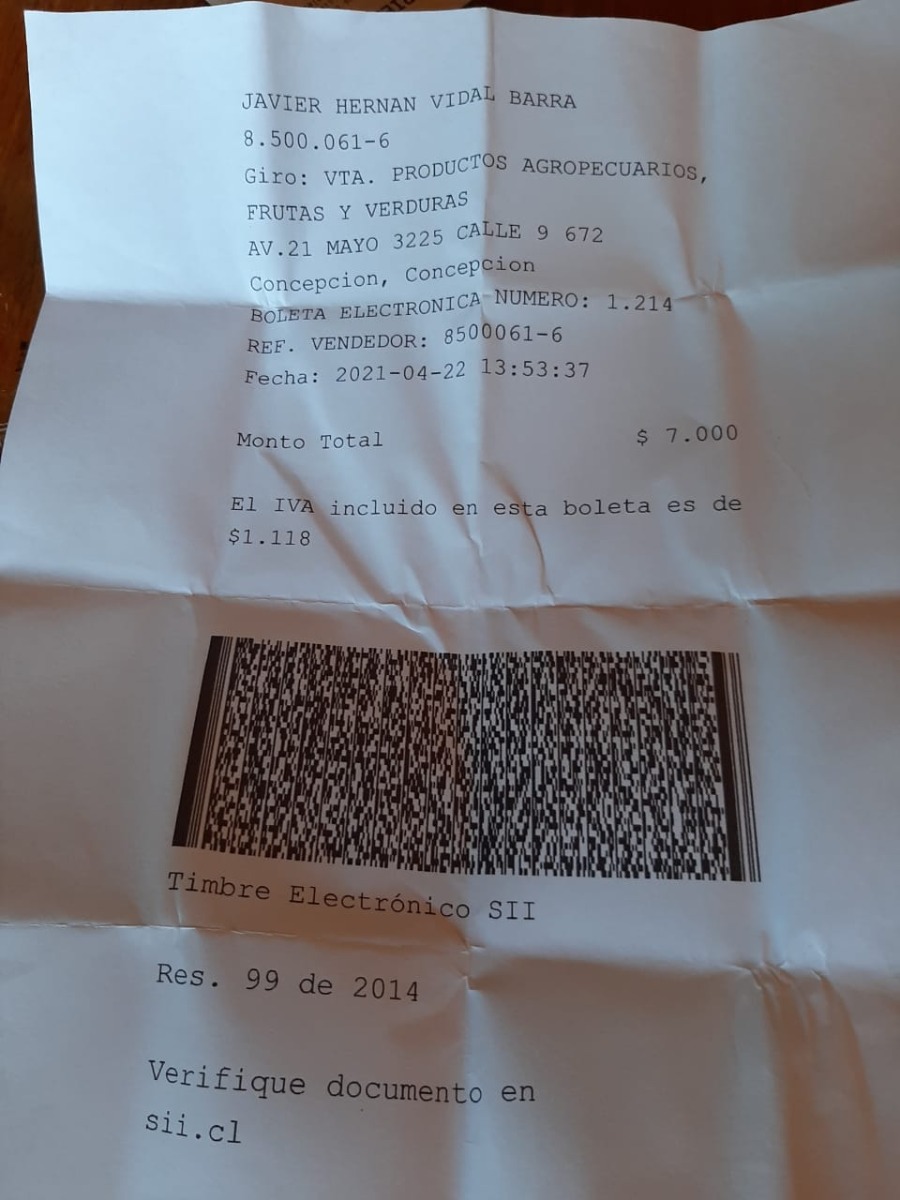 JAVIER HERNAN VIDAL BARRA
8.500.061-6
Giro: VTA. PRODUCTOS AGROPECUARIOS,
FRUTAS Y VERDURAS
AV.21 MAYO 3225 CALLE 9 672
Concepcion, Concepcion
BOLETA ELECTRONICA NUMERO: 1.214
REF. VENDEDOR: 8500061-6
Fecha: 2021-04-22 13:53:37
Monto Total $ 7.000
El IVA incluido en esta boleta es de
$1.118
Timbre Electrónico SII
Res. 99 de 2014
Verifique documento en
sii.cl